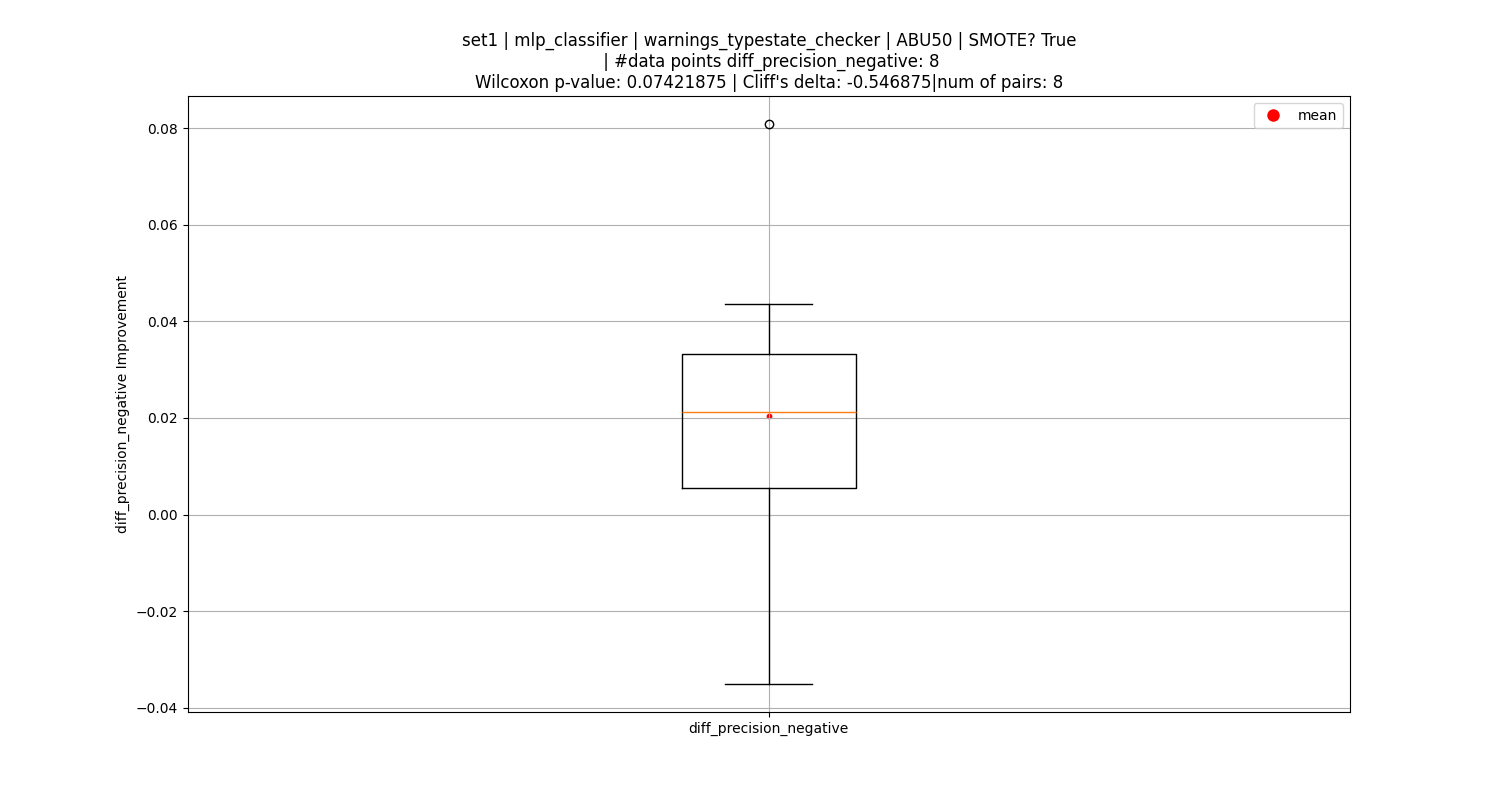 set1 | mlp_classifier | warnings_typestate_checker | ABU50 | SMOTE? True
| #data points diff_precision_negative: 8
Wilcoxon p-value: 0.07421875 | Cliff's delta: -0.546875|num of pairs: 8
mean
0.08
0.06
0.04
0.02
0.00
−0.02
−0.04
diff_precision_negative Improvement
diff_precision_negative